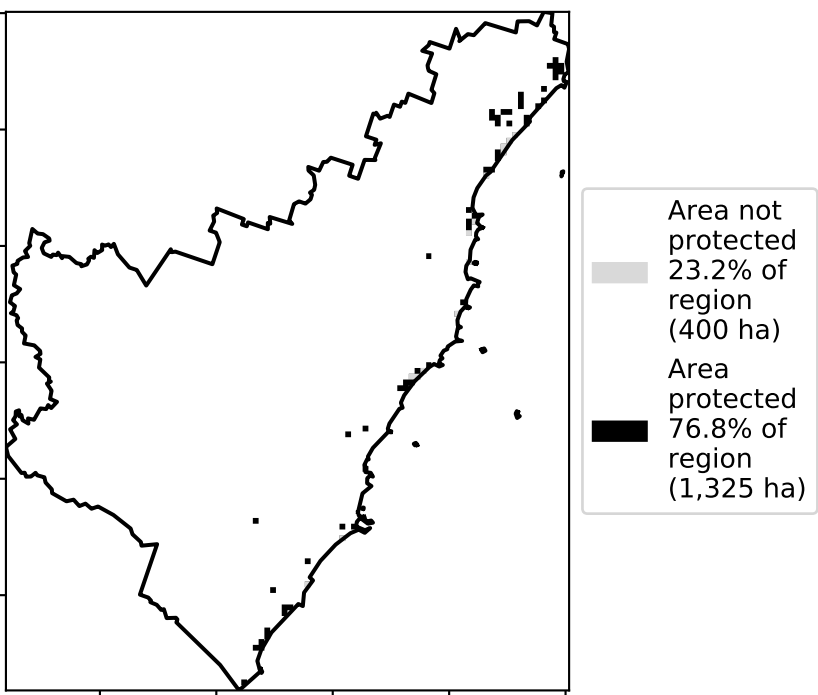 Area not
protected
23.2% of
region
(400 ha)
Area
protected
76.8% of
region
(1,325 ha)